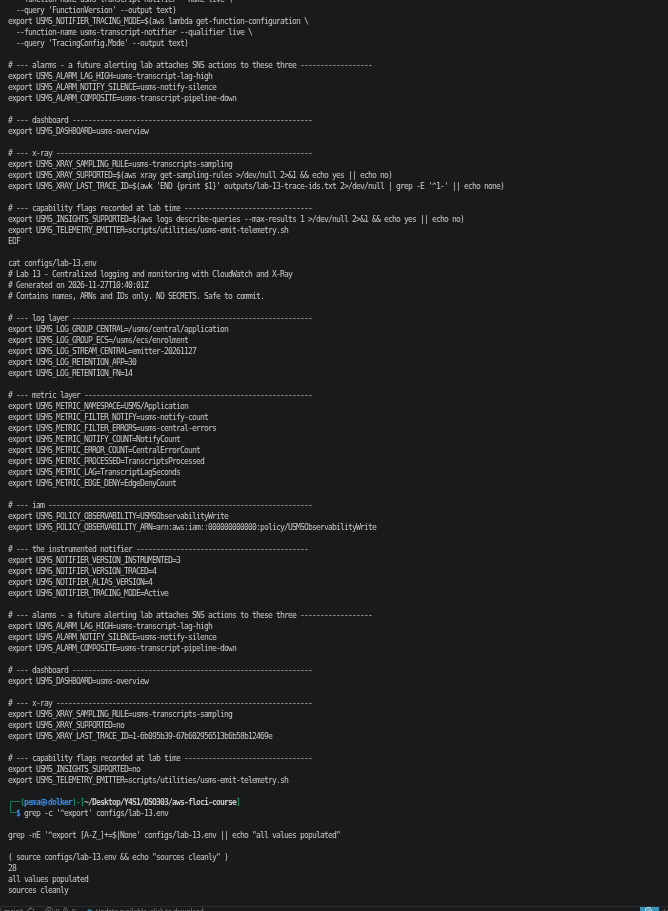 --query 'FunctionVersion' --output text)
export USMS_NOTIFIER_TRACING_MODE=$(aws lambda get-function-configuration \
--function-name usms-transcript-notifier --qualifier live \
--query 'TracingConfig.Mode' --output text)
# --- alarms - a future alerting lab attaches SNS actions to these three ------------------
export USMS_ALARM_LAG_HIGH=usms-transcript-lag-high
export USMS_ALARM_NOTIFY_SILENCE=usms-notify-silence
export USMS_ALARM_COMPOSITE=usms-transcript-pipeline-down
# --- dashboard ------------------------------------------------------------
export USMS_DASHBOARD=usms-overview
# --- x-ray ----------------------------------------------------------------
export USMS_XRAY_SAMPLING_RULE=usms-transcripts-sampling
export USMS_XRAY_SUPPORTED=$(aws xray get-sampling-rules >/dev/null 2>&1 && echo yes || echo no)
export USMS_XRAY_LAST_TRACE_ID=$(awk 'END {print $1}' outputs/lab-13-trace-ids.txt 2>/dev/null | grep -E '^1-' || echo none)
# --- capability flags recorded at lab time --------------------------------
export USMS_INSIGHTS_SUPPORTED=$(aws logs describe-queries --max-results 1 >/dev/null 2>&1 && echo yes || echo no)
export USMS_TELEMETRY_EMITTER=scripts/utilities/usms-emit-telemetry.sh
EOF
cat configs/lab-13.env
# Lab 13 - Centralized logging and monitoring with CloudWatch and X-Ray
# Generated on 2026-11-27T10:40:01Z
# Contains names, ARNs and IDs only. NO SECRETS. Safe to commit.
# --- log layer ------------------------------------------------------------
export USMS_LOG_GROUP_CENTRAL=/usms/central/application
export USMS_LOG_GROUP_ECS=/usms/ecs/enrolment
export USMS_LOG_STREAM_CENTRAL=emitter-20261127
export USMS_LOG_RETENTION_APP=30
export USMS_LOG_RETENTION_FN=14
# --- metric layer ---------------------------------------------------------
export USMS_METRIC_NAMESPACE=USMS/Application
export USMS_METRIC_FILTER_NOTIFY=usms-notify-count
export USMS_METRIC_FILTER_ERRORS=usms-central-errors
export USMS_METRIC_NOTIFY_COUNT=NotifyCount
export USMS_METRIC_ERROR_COUNT=CentralErrorCount
export USMS_METRIC_PROCESSED=TranscriptsProcessed
export USMS_METRIC_LAG=TranscriptLagSeconds
export USMS_METRIC_EDGE_DENY=EdgeDenyCount
# --- iam ------------------------------------------------------------------
export USMS_POLICY_OBSERVABILITY=USMSObservabilityWrite
export USMS_POLICY_OBSERVABILITY_ARN=arn:aws:iam::000000000000:policy/USMSObservabilityWrite
# --- the instrumented notifier -------------------------------------------
export USMS_NOTIFIER_VERSION_INSTRUMENTED=3
export USMS_NOTIFIER_VERSION_TRACED=4
export USMS_NOTIFIER_ALIAS_VERSION=4
export USMS_NOTIFIER_TRACING_MODE=Active
# --- alarms - a future alerting lab attaches SNS actions to these three ------------------
export USMS_ALARM_LAG_HIGH=usms-transcript-lag-high
export USMS_ALARM_NOTIFY_SILENCE=usms-notify-silence
export USMS_ALARM_COMPOSITE=usms-transcript-pipeline-down
# --- dashboard ------------------------------------------------------------
export USMS_DASHBOARD=usms-overview
# --- x-ray ----------------------------------------------------------------
export USMS_XRAY_SAMPLING_RULE=usms-transcripts-sampling
export USMS_XRAY_SUPPORTED=no
export USMS_XRAY_LAST_TRACE_ID=1-6b095b39-67b602956513b6b58b12469e
# --- capability flags recorded at lab time --------------------------------
export USMS_INSIGHTS_SUPPORTED=no
export USMS_TELEMETRY_EMITTER=scripts/utilities/usms-emit-telemetry.sh
┌──(pema㉿dolker)-[~/Desktop/Y4S1/DSO303/aws-floci-course]
└─$ grep -c '^export' configs/lab-13.env
grep -nE '^export [A-Z_]+=$|None' configs/lab-13.env || echo "all values populated"
( source configs/lab-13.env && echo "sources cleanly" )
28
all values populated
sources cleanly